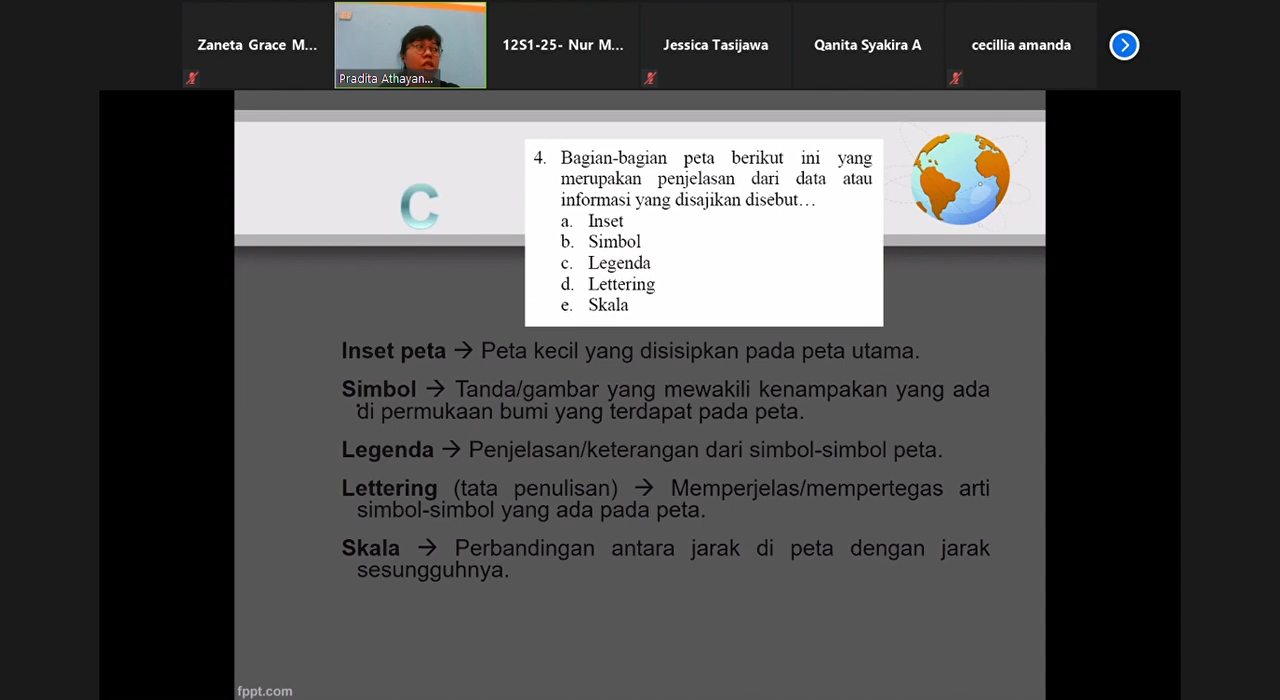 Zaneta Grace M...
Pradita Athayan...
12S1-25- Nur M...
Jessica Tasijawa
Qanita Syakira A
cecillia amanda
C
4. Bagian-bagian peta berikut ini yang
merupakan penjelasan dari data atau
informasi yang disajikan disebut…
a. Inset
b. Simbol
c. Legenda
d. Lettering
e. Skala
Inset peta → Peta kecil yang disisipkan pada peta utama.
Simbol → Tanda/gambar yang mewakili kenampakan yang ada
di permukaan bumi yang terdapat pada peta.
Legenda → Penjelasan/keterangan dari simbol-simbol peta.
Lettering (tata penulisan) → Memperjelas/mempertegas arti
simbol-simbol yang ada pada peta.
Skala → Perbandingan antara jarak di peta dengan jarak
sesungguhnya.
fppt.com